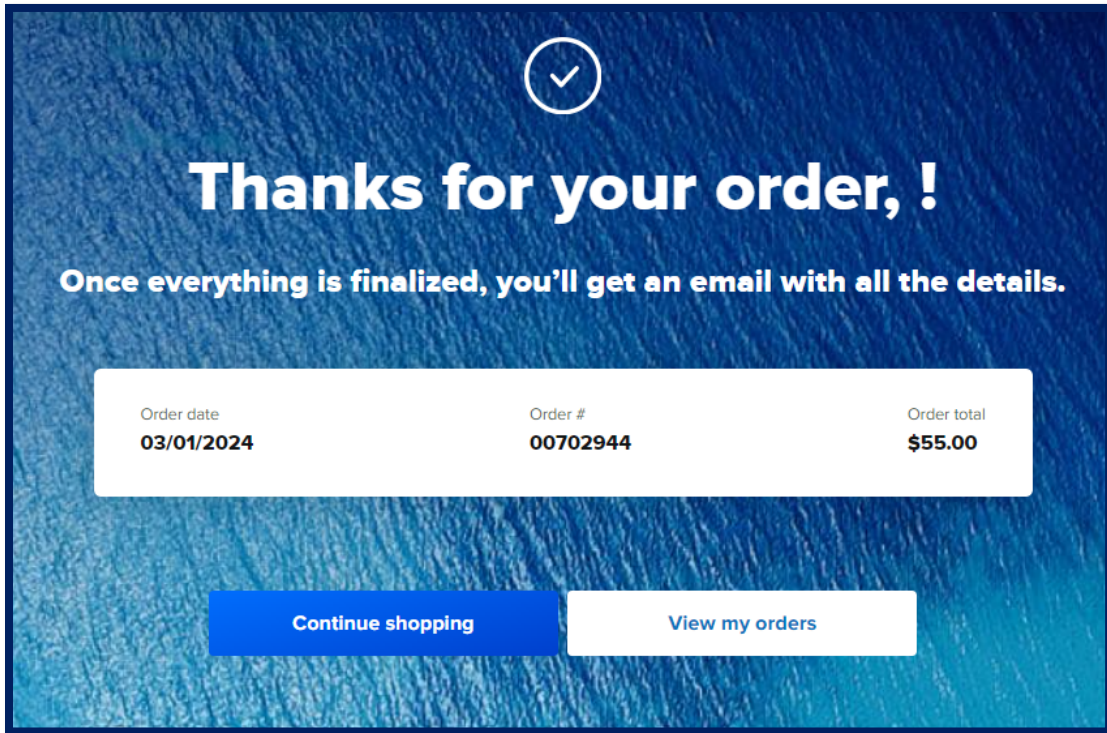 Thanks for your order, !
Once everything is finalized, you’ll get an email with all the details.
Order date Order # Order total
03/01/2024 00702944 $55.00
Continue shopping View my orders